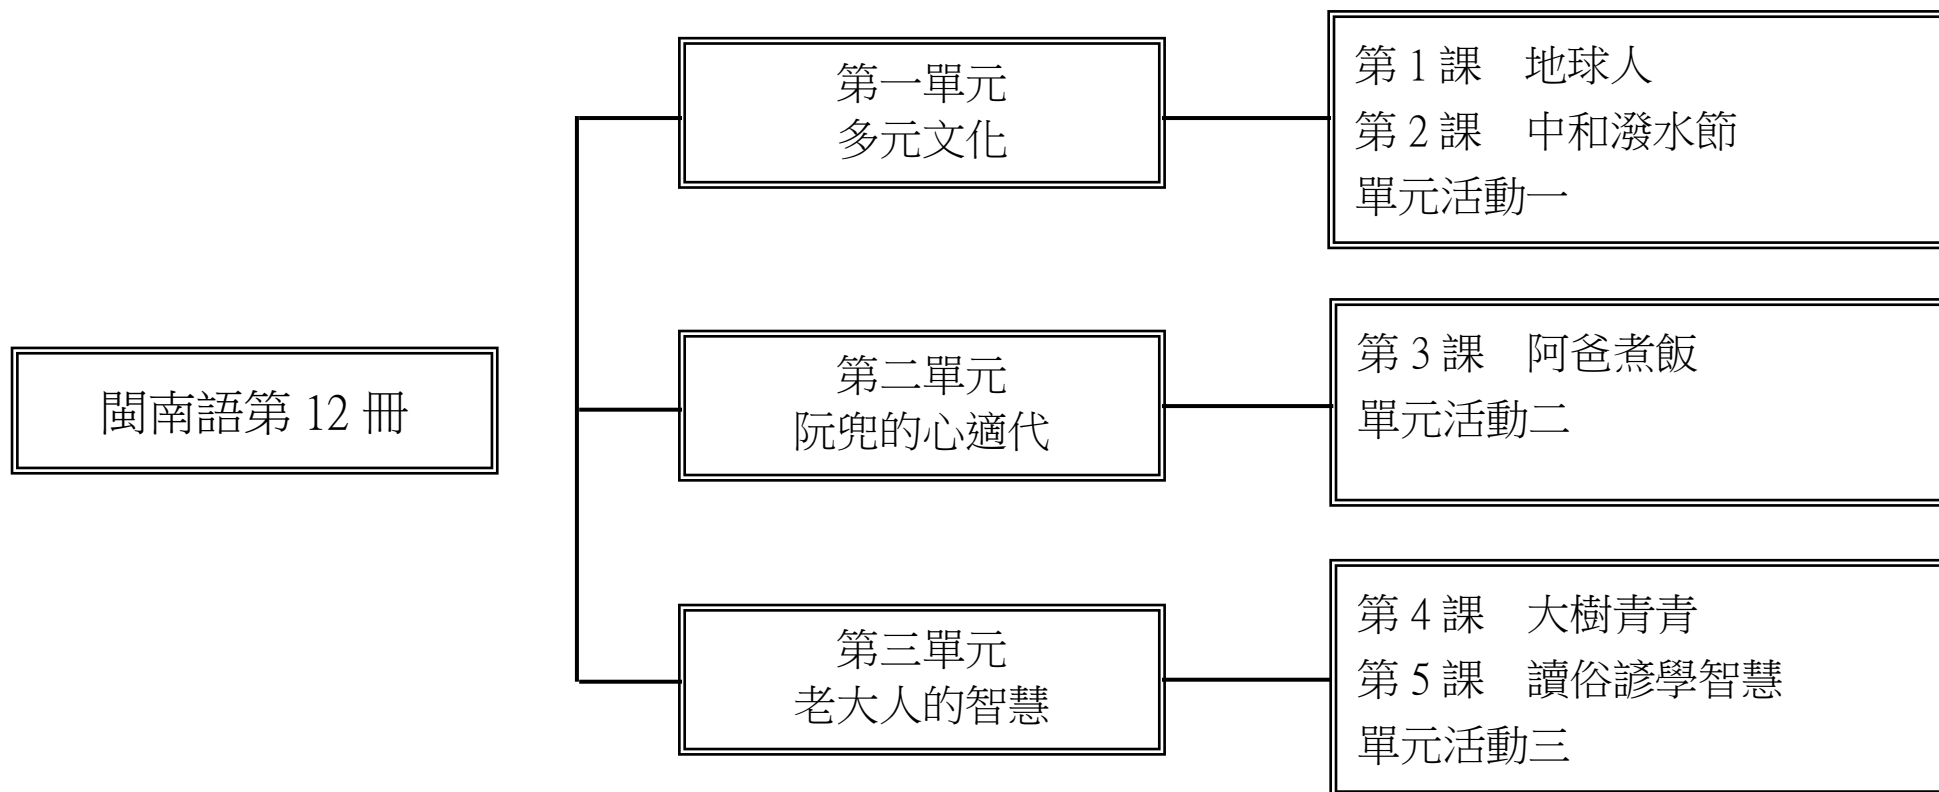 閩南語第 12 冊
第一單元
多元文化
第 1 課　地球人
第 2 課　中和潑水節
單元活動一
第二單元
阮兜的心適代
第 3 課　阿爸煮飯
單元活動二
第三單元
老大人的智慧
第 4 課　大樹青青
第 5 課　讀俗諺學智慧
單元活動三